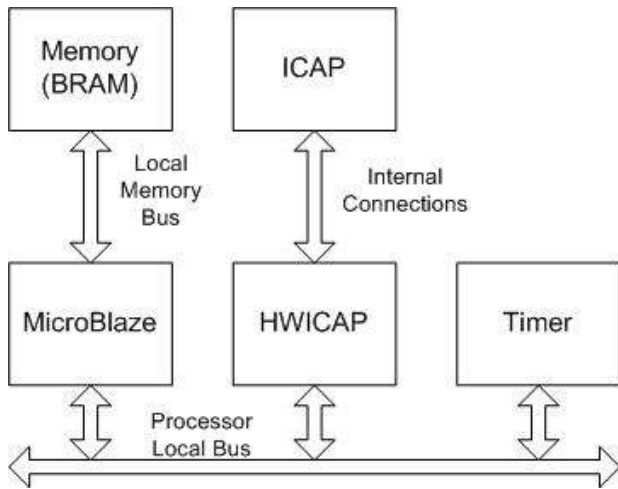 Memory
(BRAM)
ICAP
Local
Memory
Bus
Internal
Connections
MicroBlaze
HWICAP
Timer
Processor
Local Bus